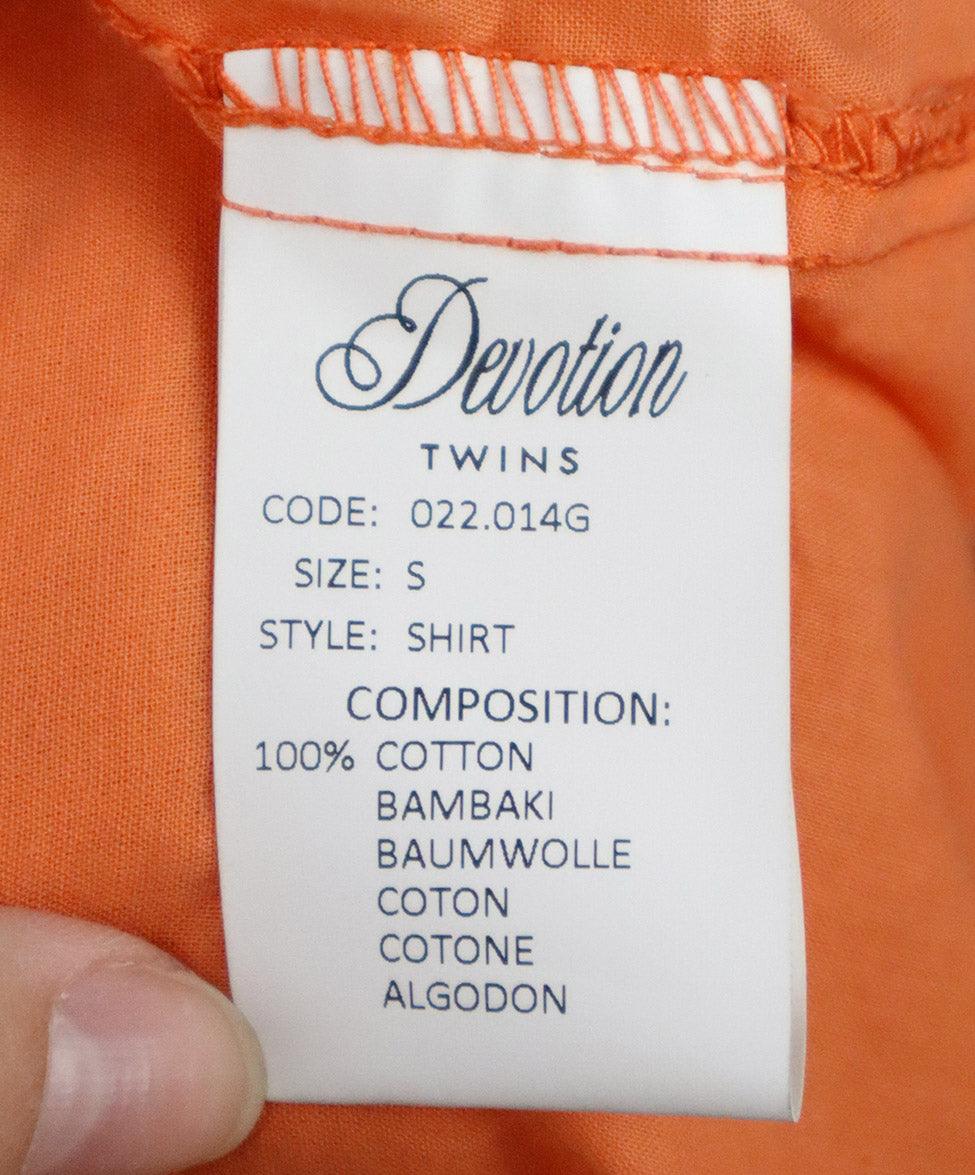 Devotion
TWINS
CODE: 022.014G
SIZE: S
STYLE: SHIRT
COMPOSITION:
100% COTTON
BAMBAKI
BAUMWOLLE
COTON
COTONE
ALGODON